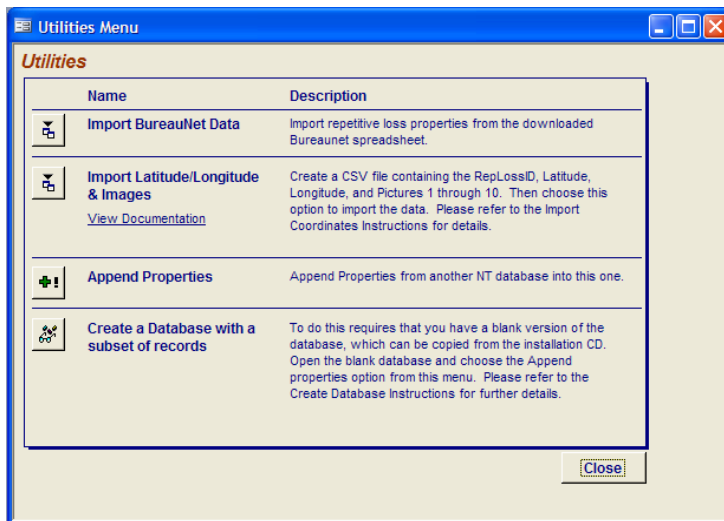 Utilities Menu
Utilities
Name Description
Import BureauNet Data
Import repetitive loss properties from the downloaded
Bureaunet spreadsheet.
Import Latitude/Longitude
& Images
View Documentation
Create a CSV file containing the RepLossID, Latitude,
Longitude, and Pictures 1 through 10. Then choose this
option to import the data. Please refer to the Import
Coordinates Instructions for details.
Append Properties
Append Properties from another NT database into this one.
Create a Database with a
subset of records
To do this requires that you have a blank version of the
database, which can be copied from the installation CD.
Open the blank database and choose the Append
properties option from this menu. Please refer to the
Create Database Instructions for further details.
Close